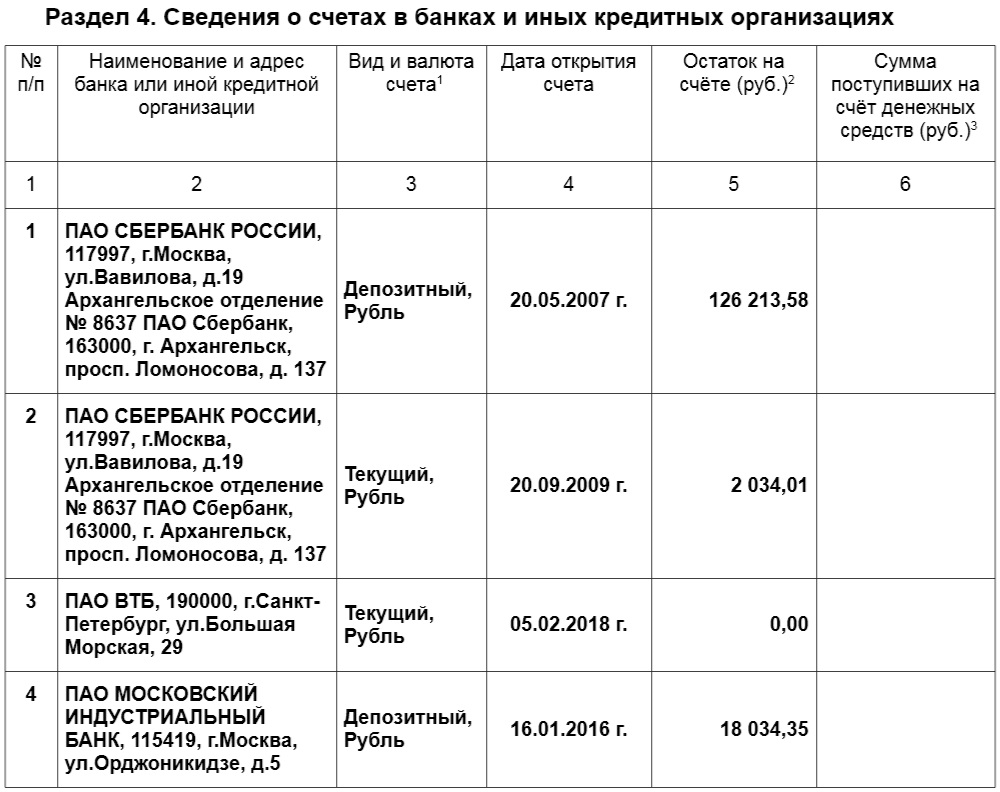 Раздел 4. Сведения о счетах в банках и иных кредитных организациях
№
п/п
Наименование и адрес
банка или иной кредитной
организации
Вид и валюта
счета1
Дата открытия
счета
Остаток на
счёте (руб.)2
Сумма
поступивших на
счёт денежных
средств (руб.)3
1 2 3 4 5 6
1
ПАО СБЕРБАНК РОССИИ,
117997, г.Москва,
ул.Вавилова, д.19
Архангельское отделение
№ 8637 ПАО Сбербанк,
163000, г. Архангельск,
просп. Ломоносова, д. 137
Депозитный,
Рубль
20.05.2007 г.
126 213,58
2
ПАО СБЕРБАНК РОССИИ,
117997, г.Москва,
ул.Вавилова, д.19
Архангельское отделение
№ 8637 ПАО Сбербанк,
163000, г. Архангельск,
просп. Ломоносова, д. 137
Текущий,
Рубль
20.09.2009 г.
2 034,01
3
ПАО ВТБ, 190000, г.Санкт-
Петербург, ул.Большая
Морская, 29
Текущий,
Рубль
05.02.2018 г.
0,00
4
ПАО МОСКОВСКИЙ
ИНДУСТРИАЛЬНЫЙ
БАНК, 115419, г.Москва,
ул.Орджоникидзе, д.5
Депозитный,
Рубль
16.01.2016 г.
18 034,35